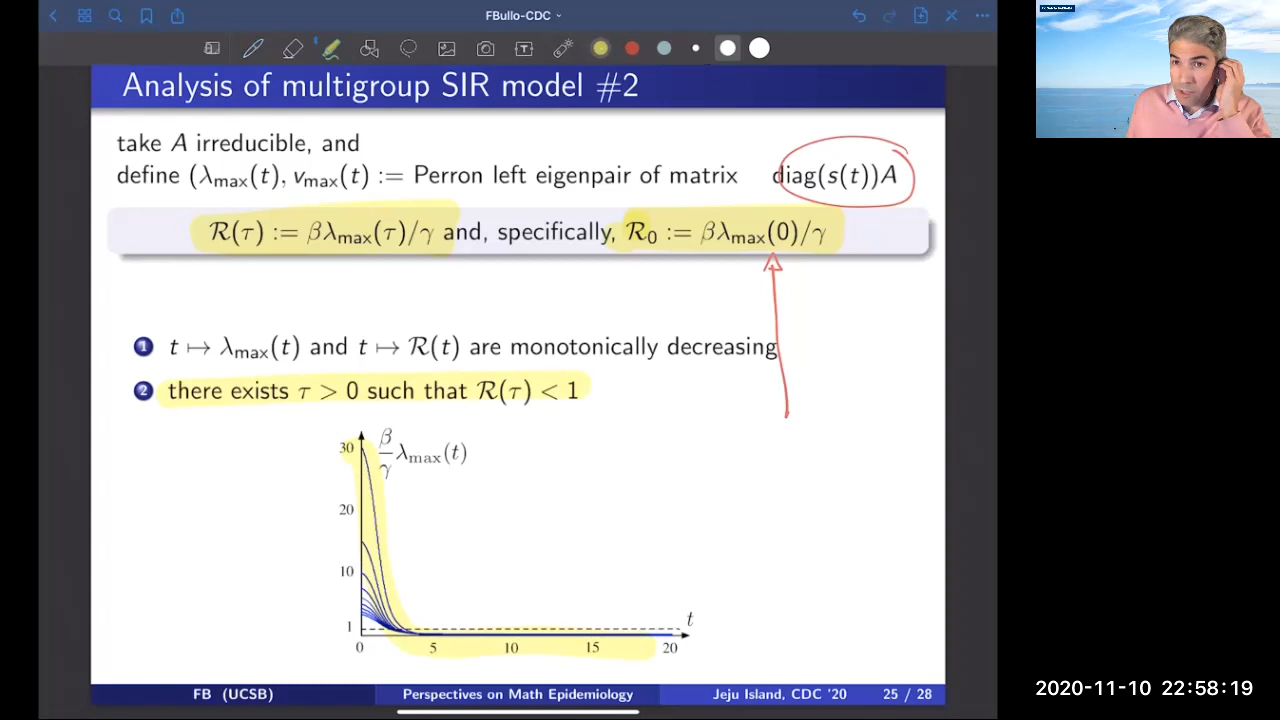 FBullo-CDC
Analysis of multigroup SIR model #2
take A irreducible, and
define (λmax(t), vmax(t) := Perron left eigenpair of matrix diag(s(t))A
R(τ) := βλmax(τ)/γ and, specifically, R0 := βλmax(0)/γ
1 t ↦ λmax(t) and t ↦ R(t) are monotonically decreasing
2 there exists τ > 0 such that R(τ) < 1
β/γ λmax(t)
30
20
10
1
t
0 5 10 15 20
FB (UCSB) Perspectives on Math Epidemiology Jeju Island, CDC '20 25 / 28
2020-11-10 22:58:19